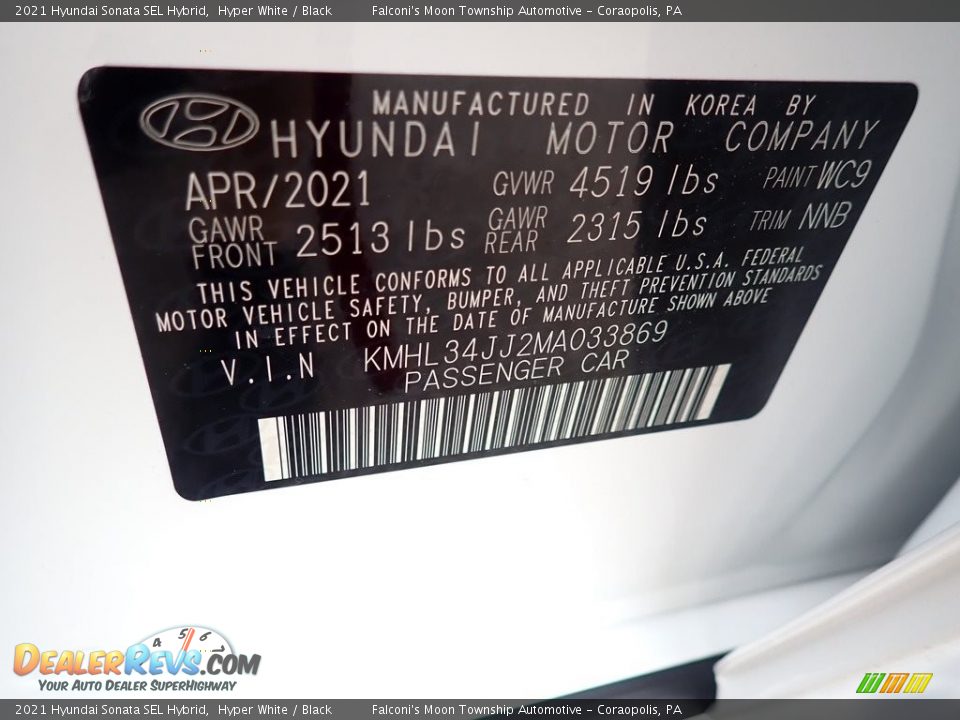 2021 Hyundai Sonata SEL Hybrid, Hyper White / Black Falconi's Moon Township Automotive - Coraopolis, PA
MANUFACTURED IN KOREA BY
HYUNDAI MOTOR COMPANY
APR/2021 GVWR 4519 lbs PAINT WC9
GAWR FRONT 2513 lbs GAWR REAR 2315 lbs TRIM NNB
THIS VEHICLE CONFORMS TO ALL APPLICABLE U.S.A. FEDERAL
MOTOR VEHICLE SAFETY, BUMPER, AND THEFT PREVENTION STANDARDS
IN EFFECT ON THE DATE OF MANUFACTURE SHOWN ABOVE
V.I.N KMHL34JJ2MA033869
PASSENGER CAR
4 5 6 7
DEALERREVS.COM
YOUR AUTO DEALER SUPERHIGHWAY
2021 Hyundai Sonata SEL Hybrid, Hyper White / Black Falconi's Moon Township Automotive - Coraopolis, PA